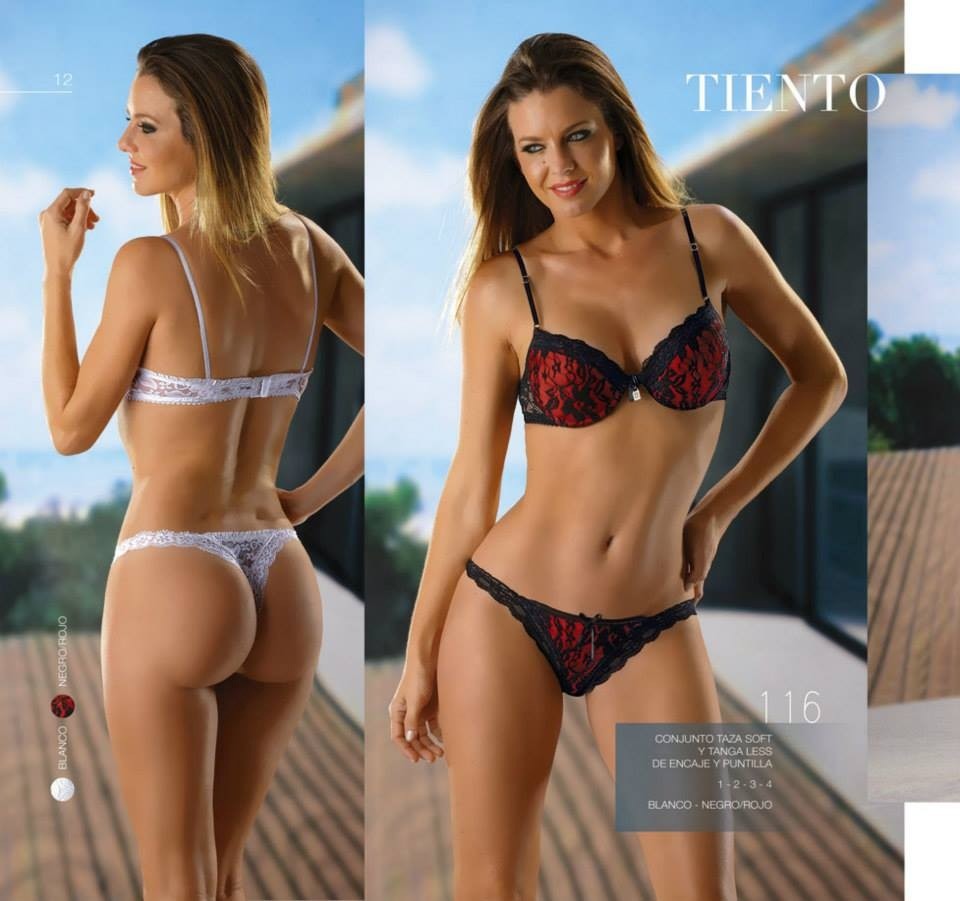 12
TIENTO
NEGRO/ROJO
BLANCO
116
CONJUNTO TAZA SOFT
Y TANGA LESS
DE ENCAJE Y PUNTILLA
1 - 2 - 3 - 4
BLANCO - NEGRO/ROJO